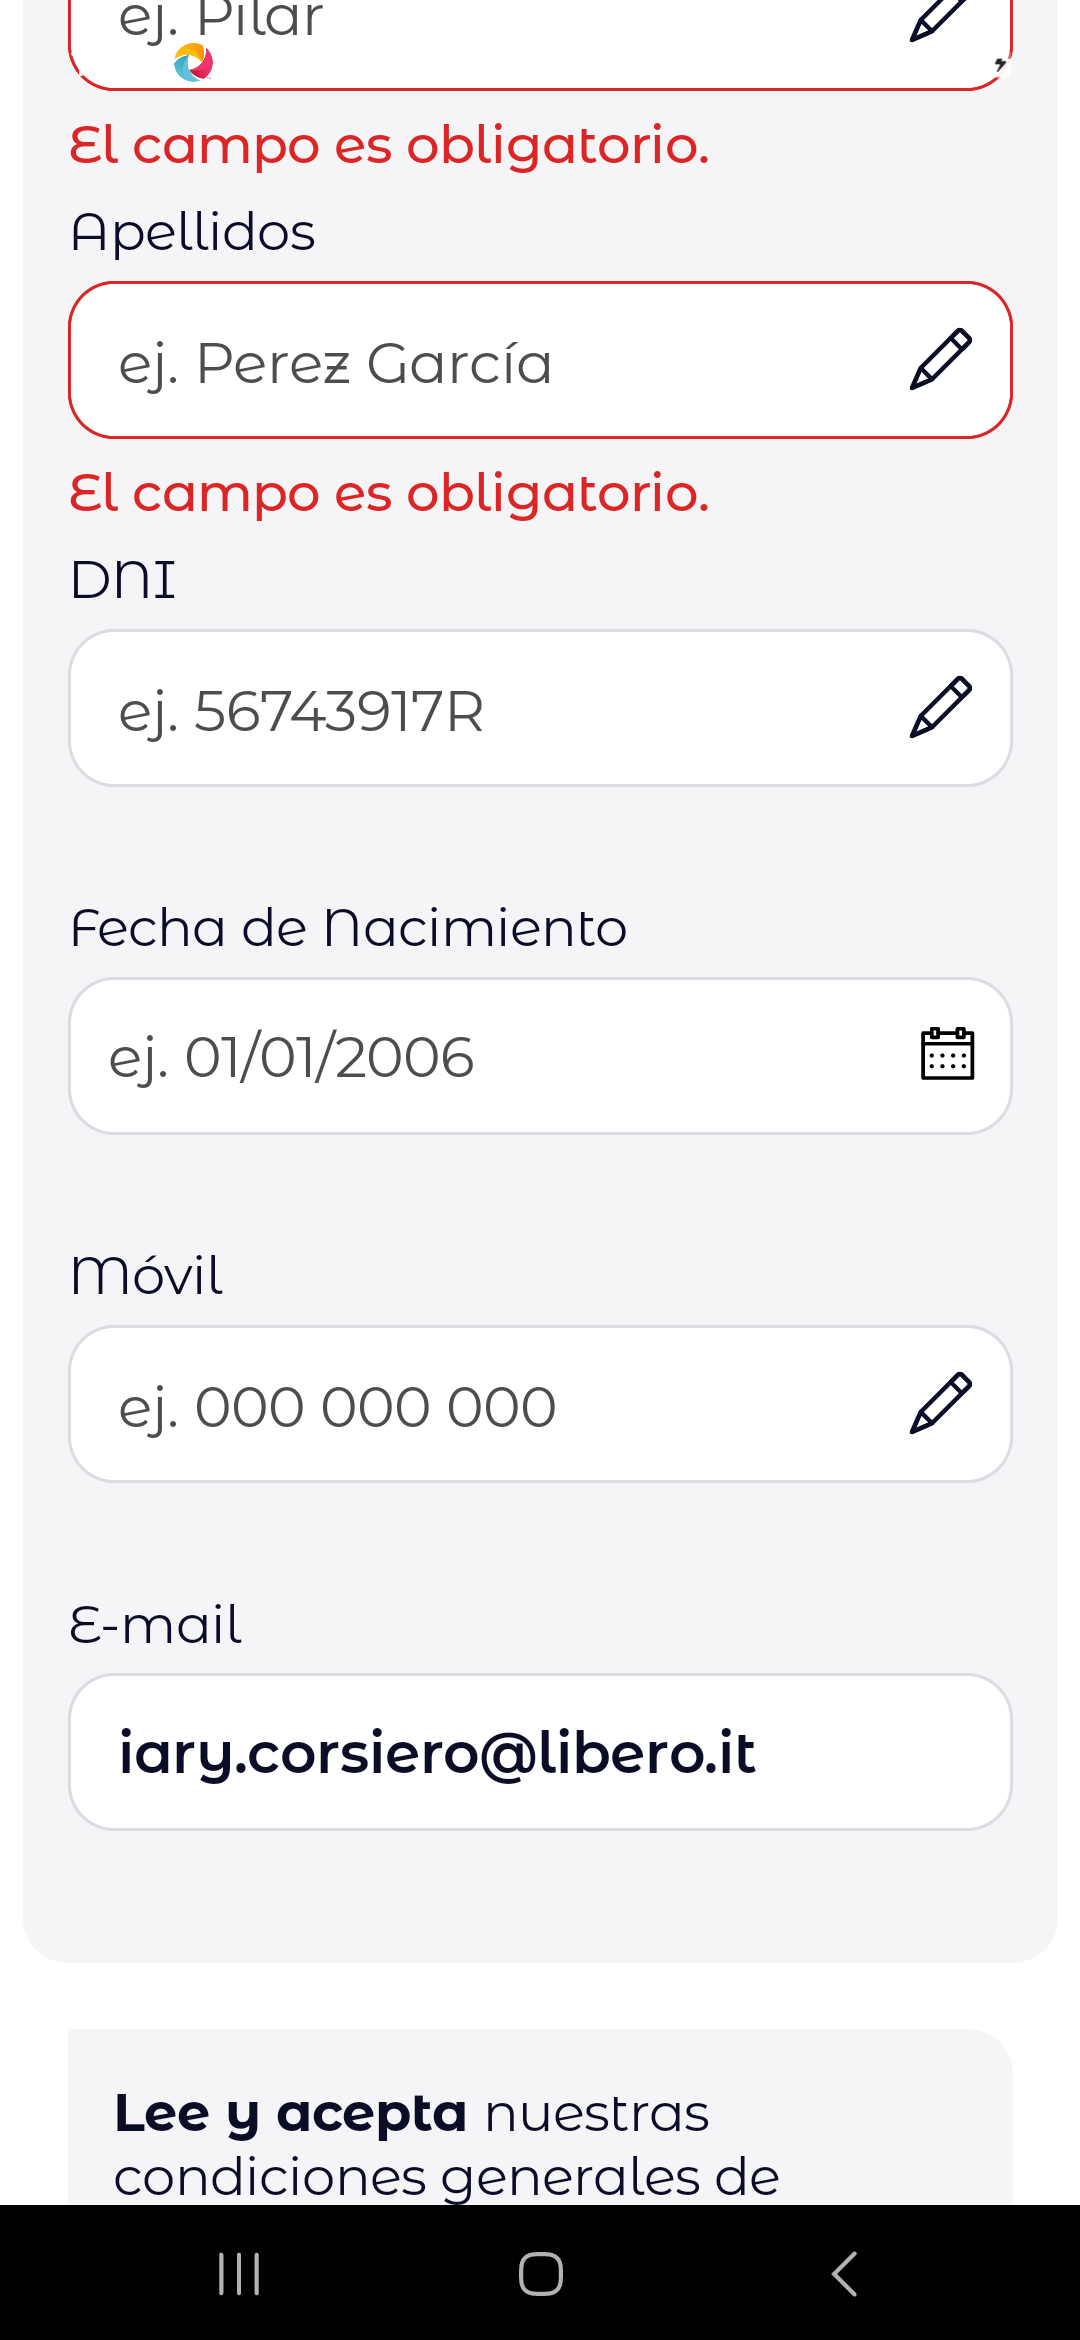 ej. Pilar
El campo es obligatorio.
Apellidos
ej. Perez García
El campo es obligatorio.
DNI
ej. 56743917R
Fecha de Nacimiento
ej. 01/01/2006
Móvil
ej. 000 000 000
E-mail
iary.corsiero@libero.it
Lee y acepta nuestras
condiciones generales de